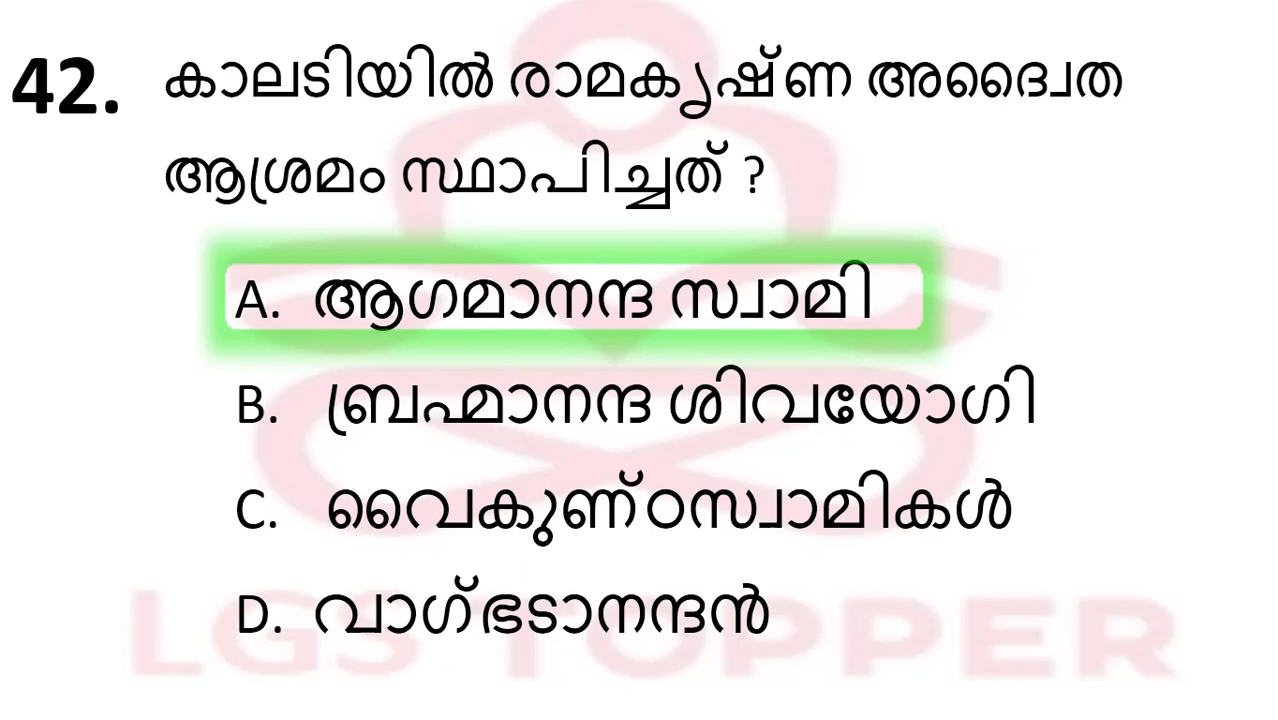 42. കാലടിയിൽ രാമകൃഷ്ണ അദ്വൈത
ആശ്രമം സ്ഥാപിച്ചത് ?
A. ആഗമാനന്ദ സ്വാമി
B. ബ്രഹ്മാനന്ദ ശിവയോഗി
C. വൈകുണ്ഠസ്വാമികൾ
D. വാഗ്ഭടാനന്ദൻ
LGS TOPPER